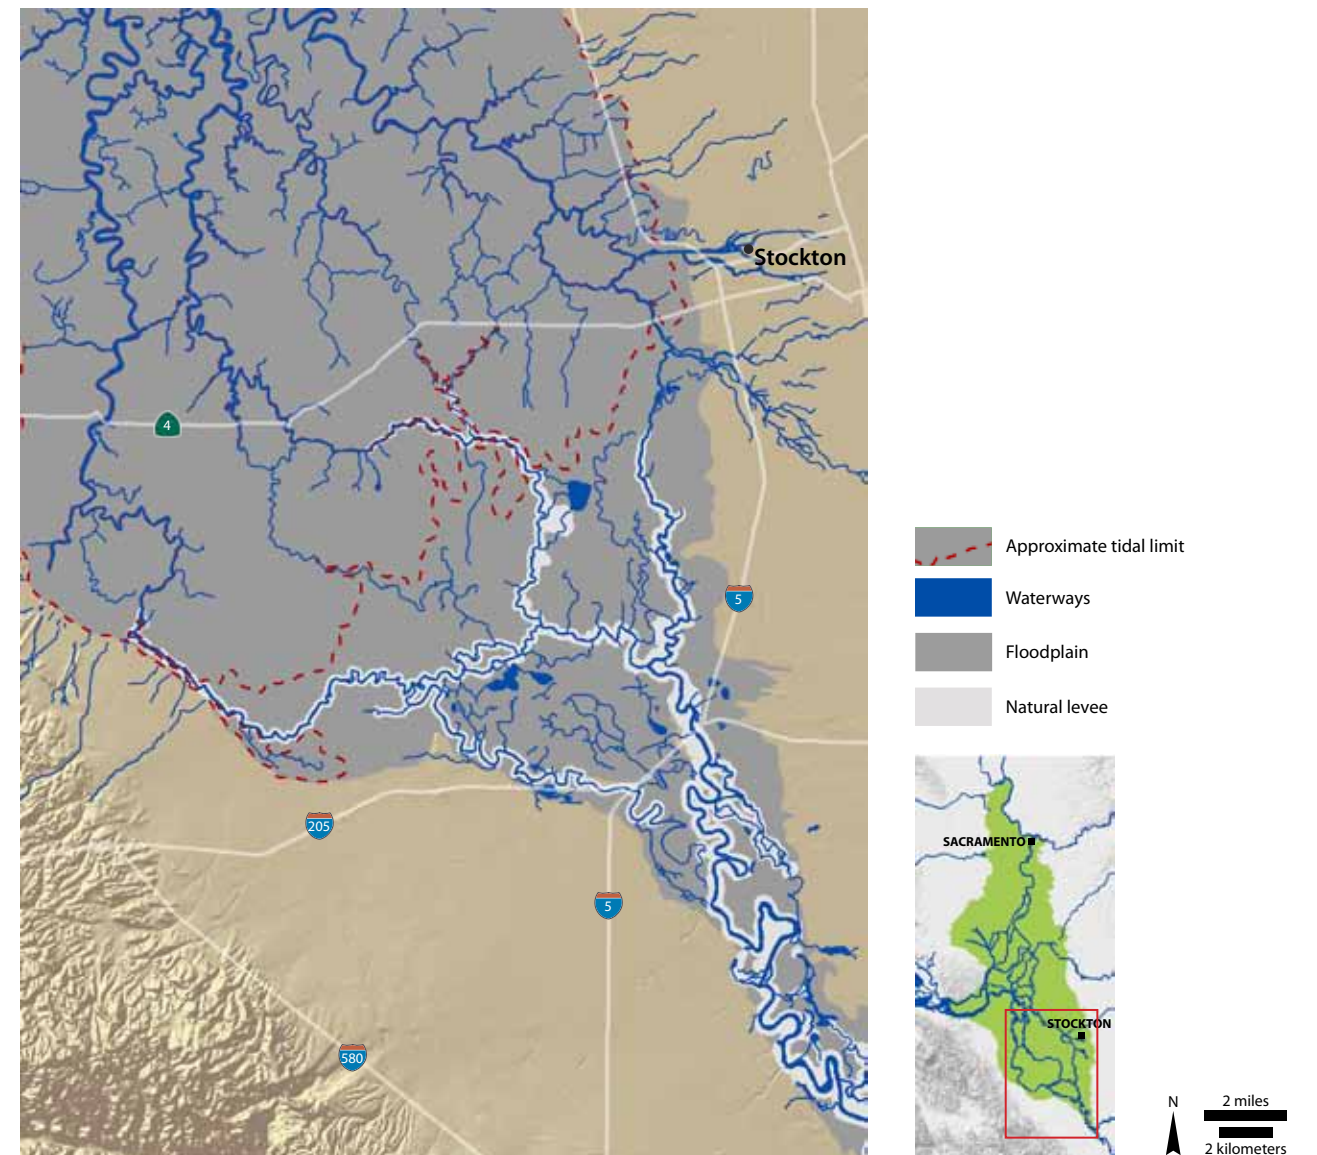 Stockton
4
5
205
5
580
Approximate tidal limit
Waterways
Floodplain
Natural levee
SACRAMENTO
STOCKTON
N
2 miles
2 kilometers